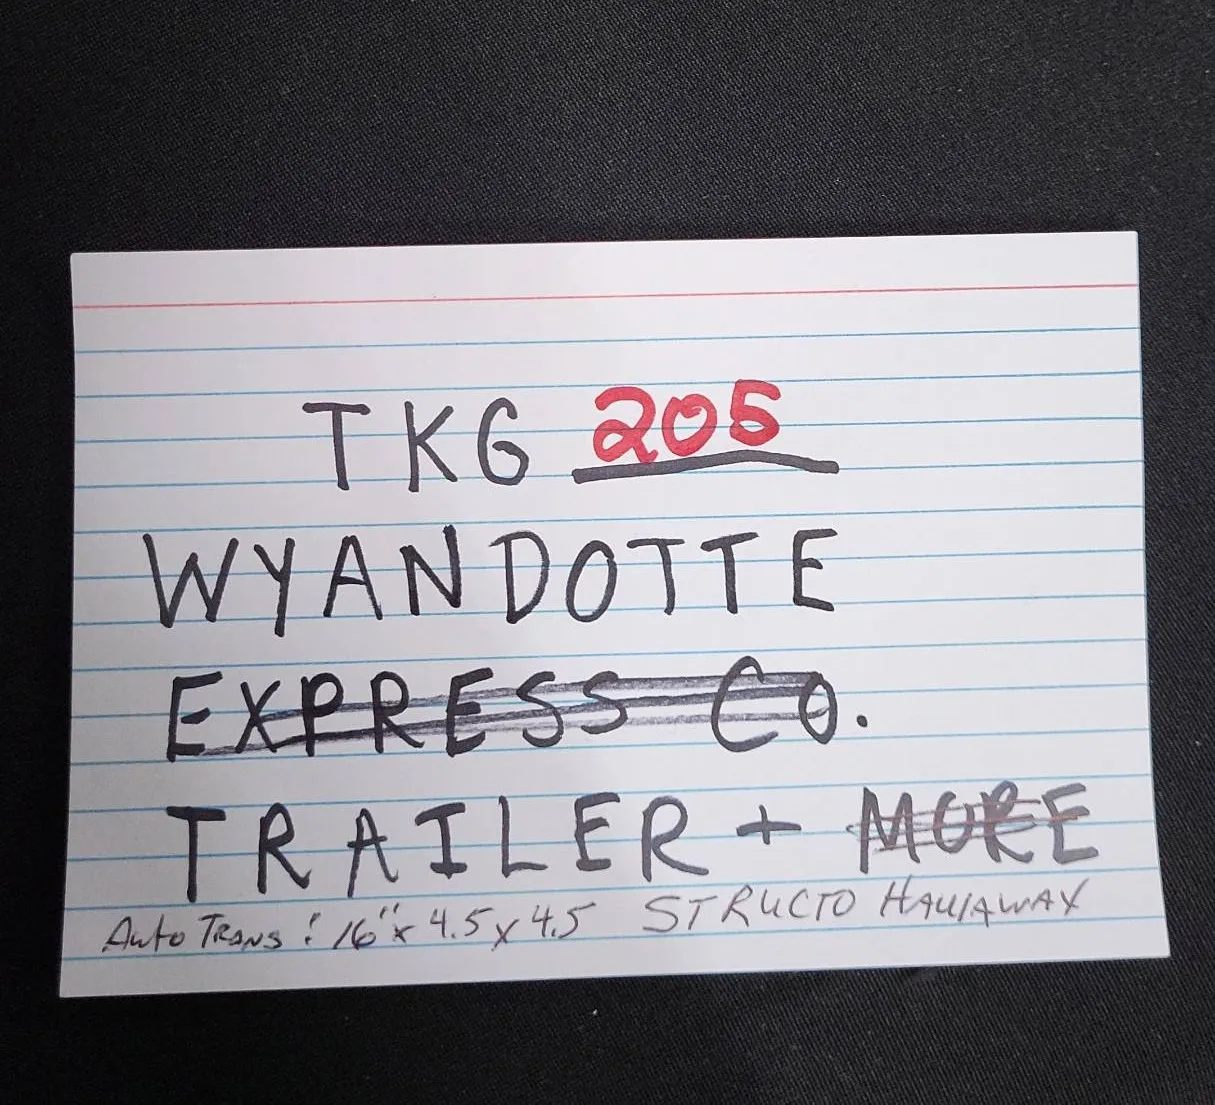 TKG 205
WYANDOTTE
EXPRESS CO.
TRAILER + MORE
Auto TRANS: 16" x 4.5 x 4.5 STRUCTO HAULAWAY